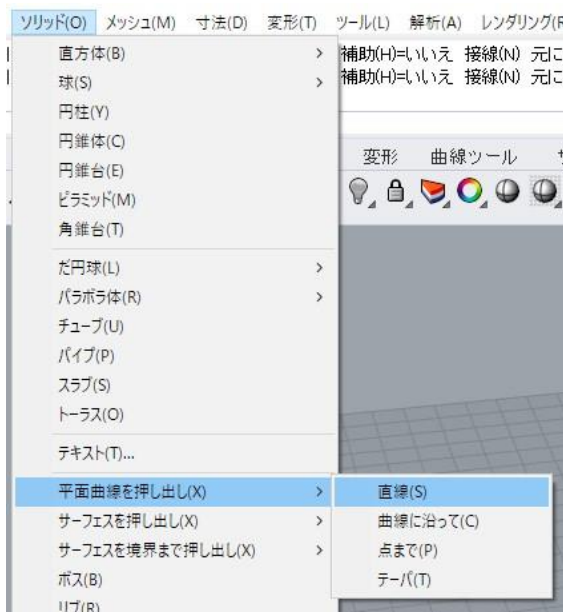 ソリッド(O) メッシュ(M) 寸法(D) 変形(T) ツール(L) 解析(A) レンダリング(R
補助(H)=いいえ 接線(N) 元に
補助(H)=いいえ 接線(N) 元に
変形 曲線ツール
直方体(B)
球(S)
円柱(Y)
円錐体(C)
円錐台(E)
ピラミッド(M)
角錐台(T)
だ円球(L)
パラボラ体(R)
チューブ(U)
パイプ(P)
スラブ(S)
トーラス(O)
テキスト(T)...
平面曲線を押し出し(X)
サーフェスを押し出し(X)
サーフェスを境界まで押し出し(X)
ボス(B)
リブ(R)
直線(S)
曲線に沿って(C)
点まで(P)
テーパ(T)